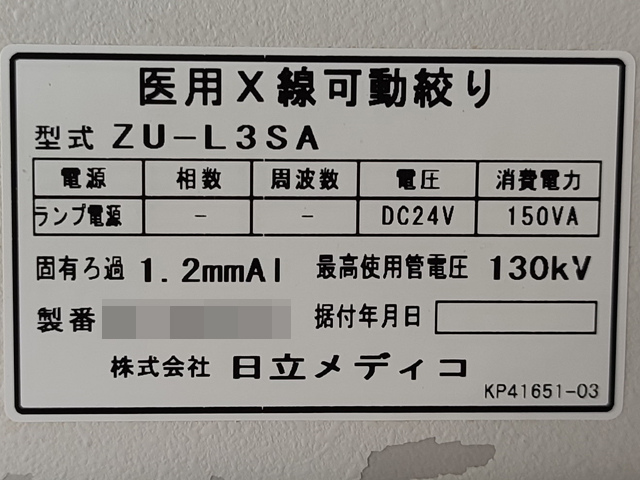 医用X線可動絞り
型式 ZU-L3SA
電源 相数 周波数 電圧 消費電力
ランプ電源 - - DC24V 150VA
固有ろ過 1.2mmAl 最高使用管電圧 130kV
製番 据付年月日
株式会社 日立メディコ
KP41651-03